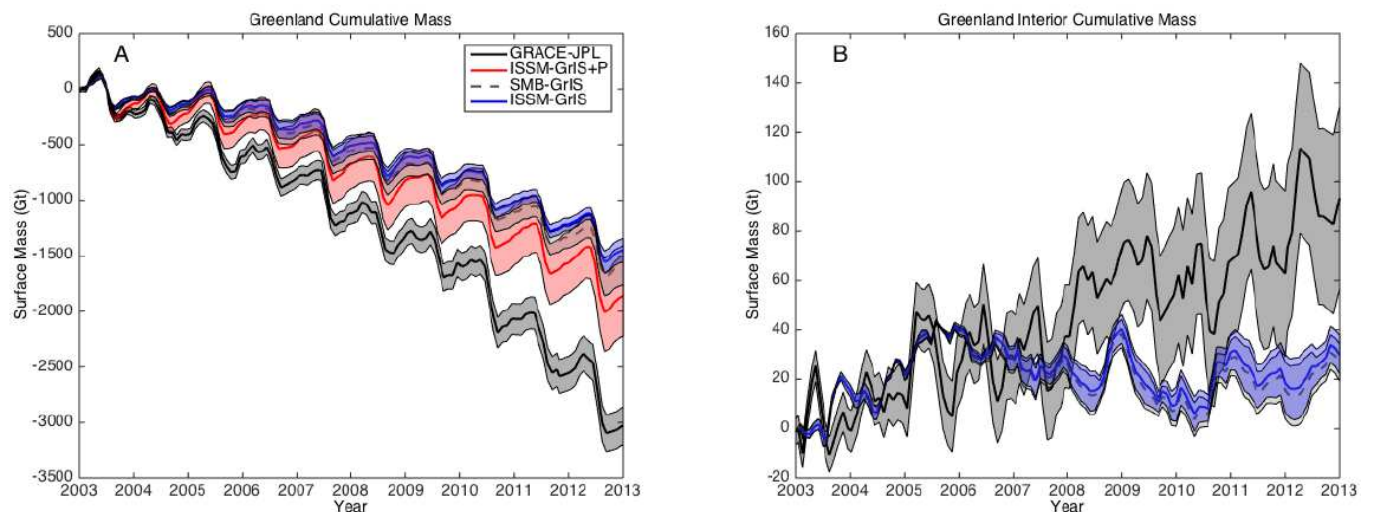 Greenland Cumulative Mass
A
GRACE-JPL
ISSM-GrIS+P
SMB-GrIS
ISSM-GrIS
500
0
-500
-1000
-1500
-2000
-2500
-3000
-3500
Surface Mass (Gt)
2003 2004 2005 2006 2007 2008 2009 2010 2011 2012 2013
Year
Greenland Interior Cumulative Mass
B
160
140
120
100
80
60
40
20
0
-20
Surface Mass (Gt)
2003 2004 2005 2006 2007 2008 2009 2010 2011 2012 2013
Year